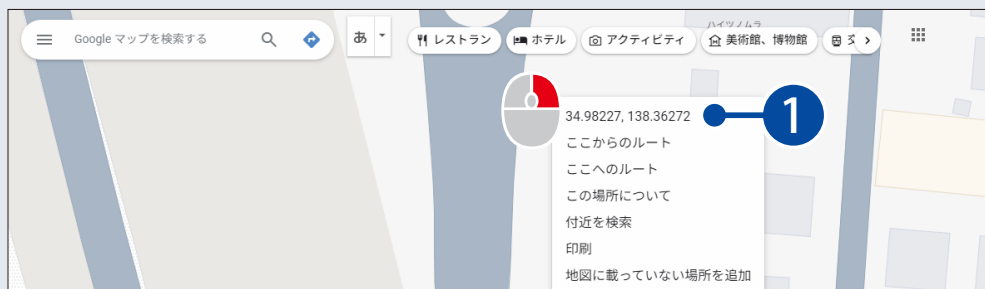 ハイツノムラ
Google マップを検索する
あ
レストラン
ホテル
アクティビティ
美術館、博物館
交
34.98227, 138.36272
1
ここからのルート
ここへのルート
この場所について
付近を検索
印刷
地図に載っていない場所を追加